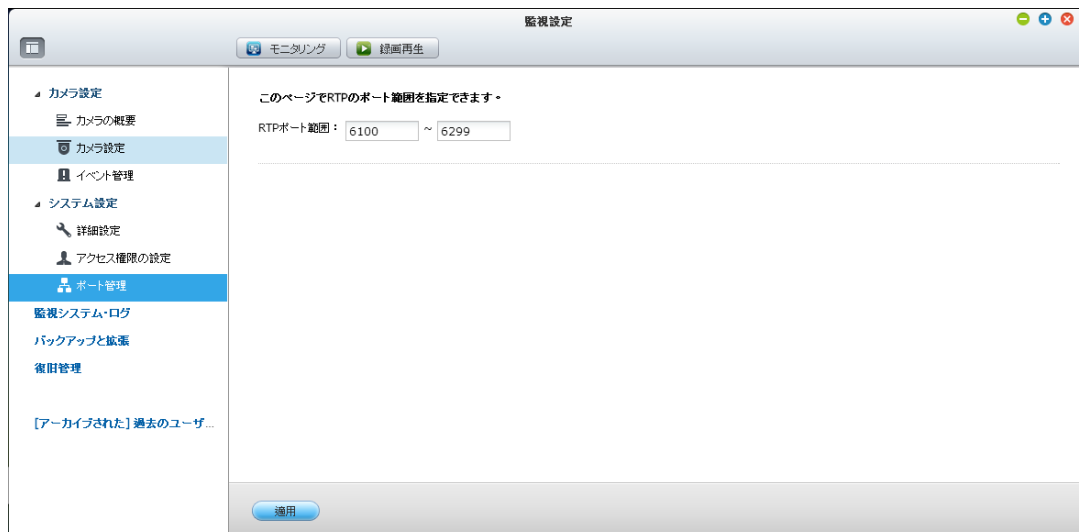 監視設定
モニタリング 録画再生
カメラ設定
カメラの概要
カメラ設定
イベント管理
システム設定
詳細設定
アクセス権限の設定
ポート管理
監視システム・ログ
バックアップと拡張
復旧管理
[アーカイブされた] 過去のユーザ...
このページでRTPのポート範囲を指定できます。
RTPポート範囲： 6100 ~ 6299
適用